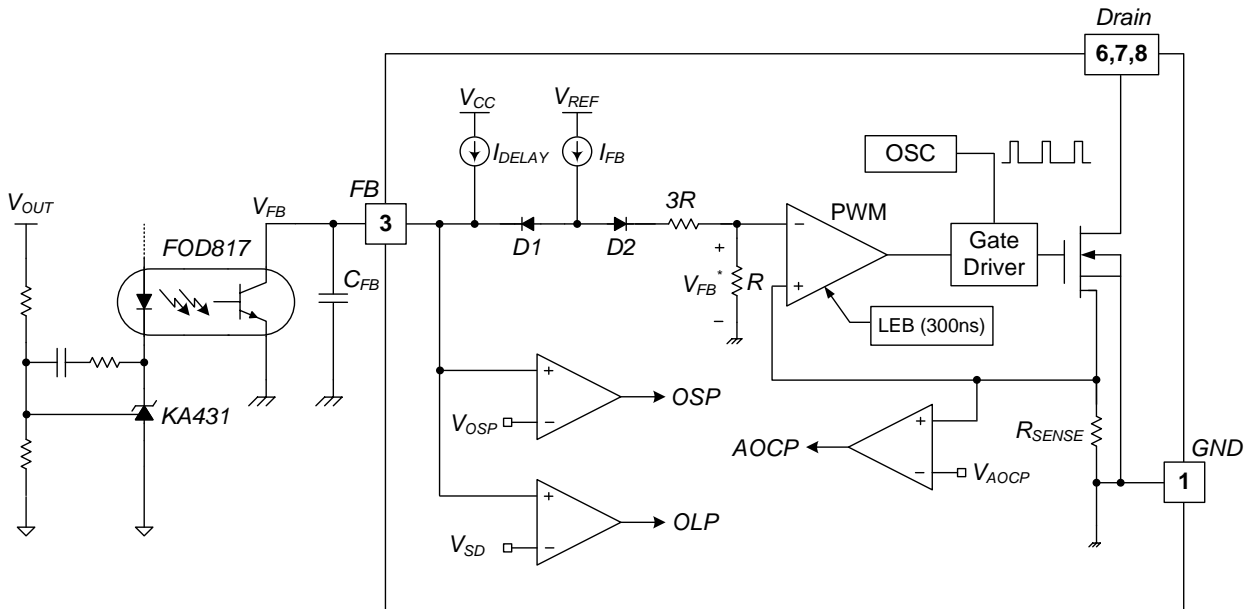 Drain
6,7,8
VCC
VREF
IDELAY
IFB
OSC
VOUT
VFB
FB
3
3R
PWM
D1
D2
Gate
Driver
FOD817
CFB
+
−
+
VFB*
R
−
+
LEB (300ns)
+
OSP
VOSP
−
KA431
RSENSE
GND
1
AOCP
+
−
VAOCP
+
OLP
VSD
−